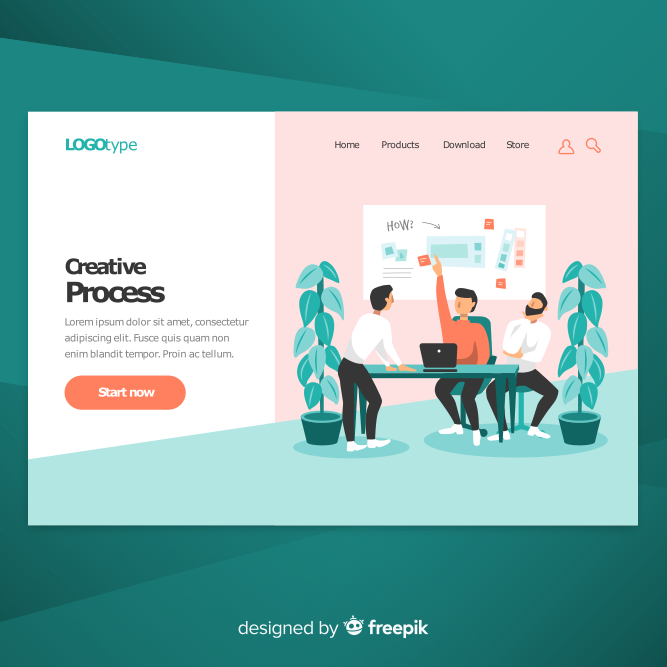 LOGOtype
Home Products Download Store
HOW?
Creative
Process
Lorem ipsum dolor sit amet, consectetur
adipiscing elit. Fusce quis quam non
enim blandit tempor. Proin ac tellum.
Start now
designed by freepik